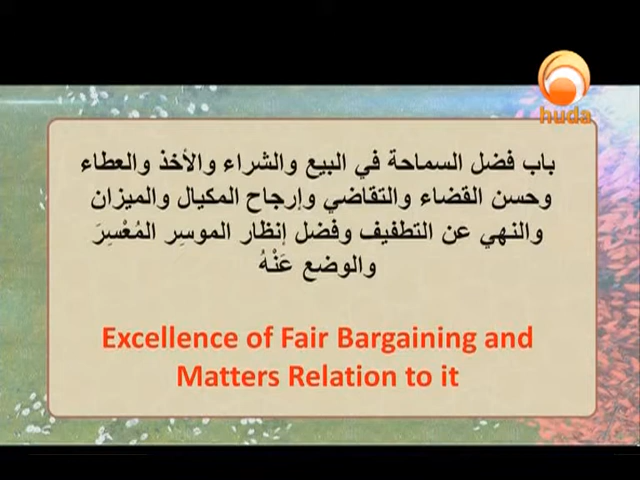 huda
باب فضل السماحة في البيع والشراء والأخذ والعطاء
وحسن القضاء والتقاضي وإرجاح المكيال والميزان
والنهي عن التطفيف وفضل إنظار الموسِر المُعْسِرَ
والوضع عَنْهُ
Excellence of Fair Bargaining and
Matters Relation to it